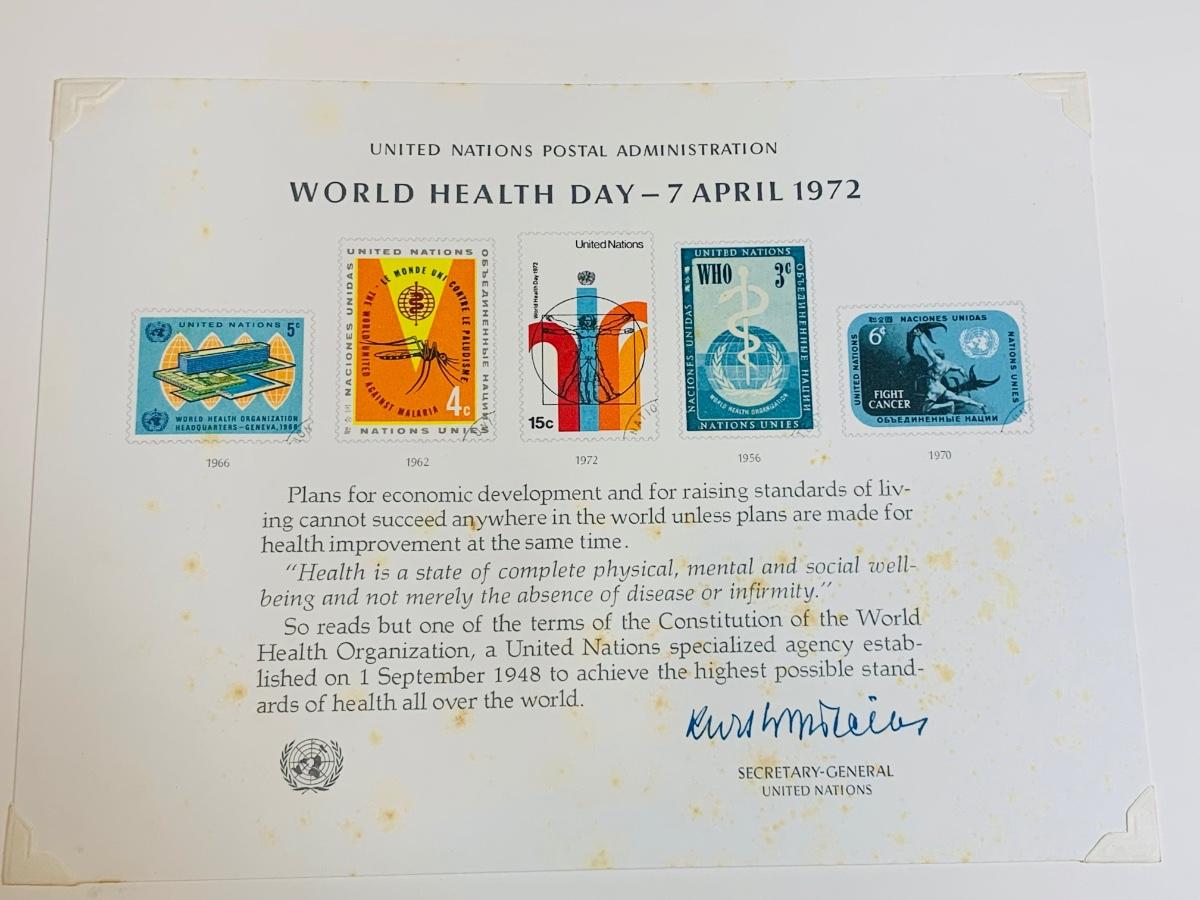 UNITED NATIONS POSTAL ADMINISTRATION
WORLD HEALTH DAY – 7 APRIL 1972
UNITED NATIONS 5c
WORLD HEALTH ORGANIZATION
HEADQUARTERS–GENEVA, 1966
1966
UNITED NATIONS
NACIONES UNIDAS
ОБЪЕДИНЕННЫЕ НАЦИИ
LE MONDE UNI CONTRE LE PALUDISME
THE WORLD UNITED AGAINST MALARIA
4c
NATIONS UNIES
1962
United Nations
World Health Day 1972
15c
NATIO
1972
UNITED NATIONS
WHO 3c
NACIONES UNIDAS
ОБЪЕДИНЕННЫЕ НАЦИИ
WORLD HEALTH ORGANIZATION
NATIONS UNIES
1956
NACIONES UNIDAS
6c
UNITED NATIONS
NATIONS UNIES
FIGHT
CANCER
ОБЪЕДИНЕННЫЕ НАЦИИ
1970
Plans for economic development and for raising standards of liv-
ing cannot succeed anywhere in the world unless plans are made for
health improvement at the same time.
"Health is a state of complete physical, mental and social well-
being and not merely the absence of disease or infirmity."
So reads but one of the terms of the Constitution of the World
Health Organization, a United Nations specialized agency estab-
lished on 1 September 1948 to achieve the highest possible stand-
ards of health all over the world.
SECRETARY-GENERAL
UNITED NATIONS